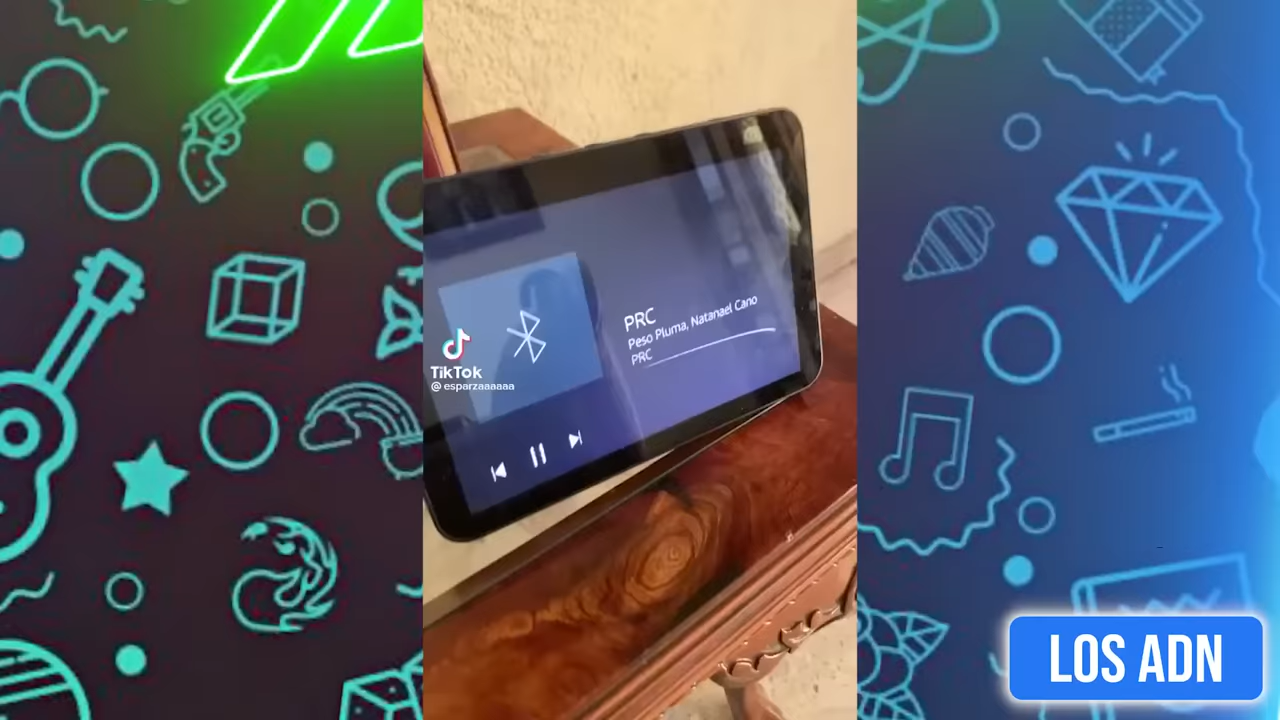 PRC
Peso Pluma, Natanael Cano
PRC
TikTok
@esparzaaaaaa
LOS ADN